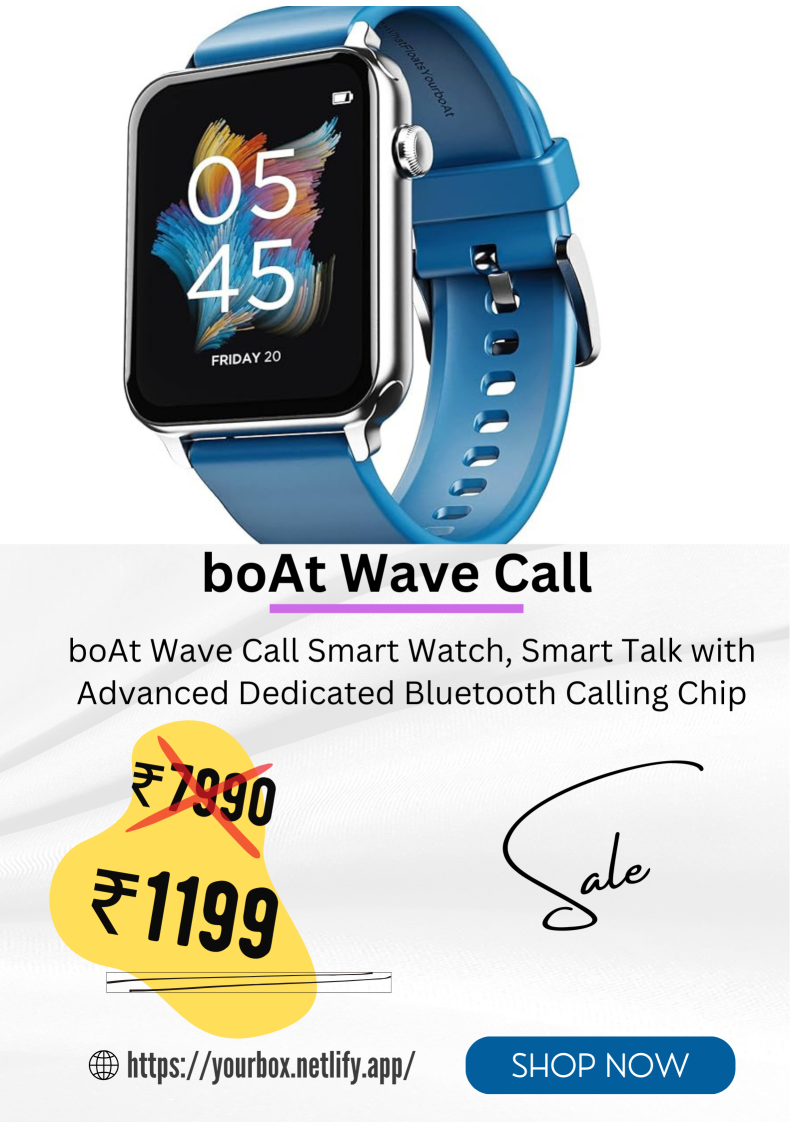 #WhatFloatsYourboAt
05
45
FRIDAY 20
boAt Wave Call
boAt Wave Call Smart Watch, Smart Talk with
Advanced Dedicated Bluetooth Calling Chip
₹7990
₹1199
Sale
https://yourbox.netlify.app/
SHOP NOW